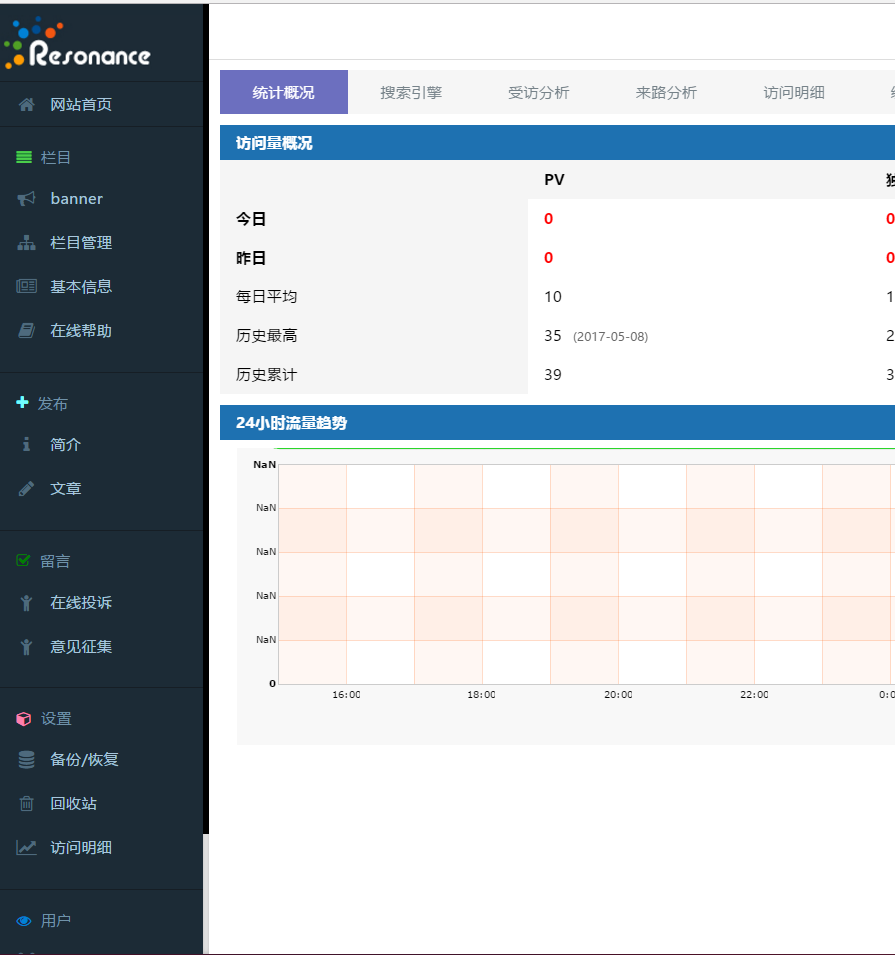 Resonance
网站首页
栏目
banner
栏目管理
基本信息
在线帮助
发布
简介
文章
留言
在线投诉
意见征集
设置
备份/恢复
回收站
访问明细
用户
统计概况 搜索引擎 受访分析 来路分析 访问明细
访问量概况
PV 独
今日 0 0
昨日 0 0
每日平均 10 1
历史最高 35 (2017-05-08) 2
历史累计 39 3
24小时流量趋势
NaN
NaN
NaN
NaN
NaN
0
16:00 18:00 20:00 22:00 0:0